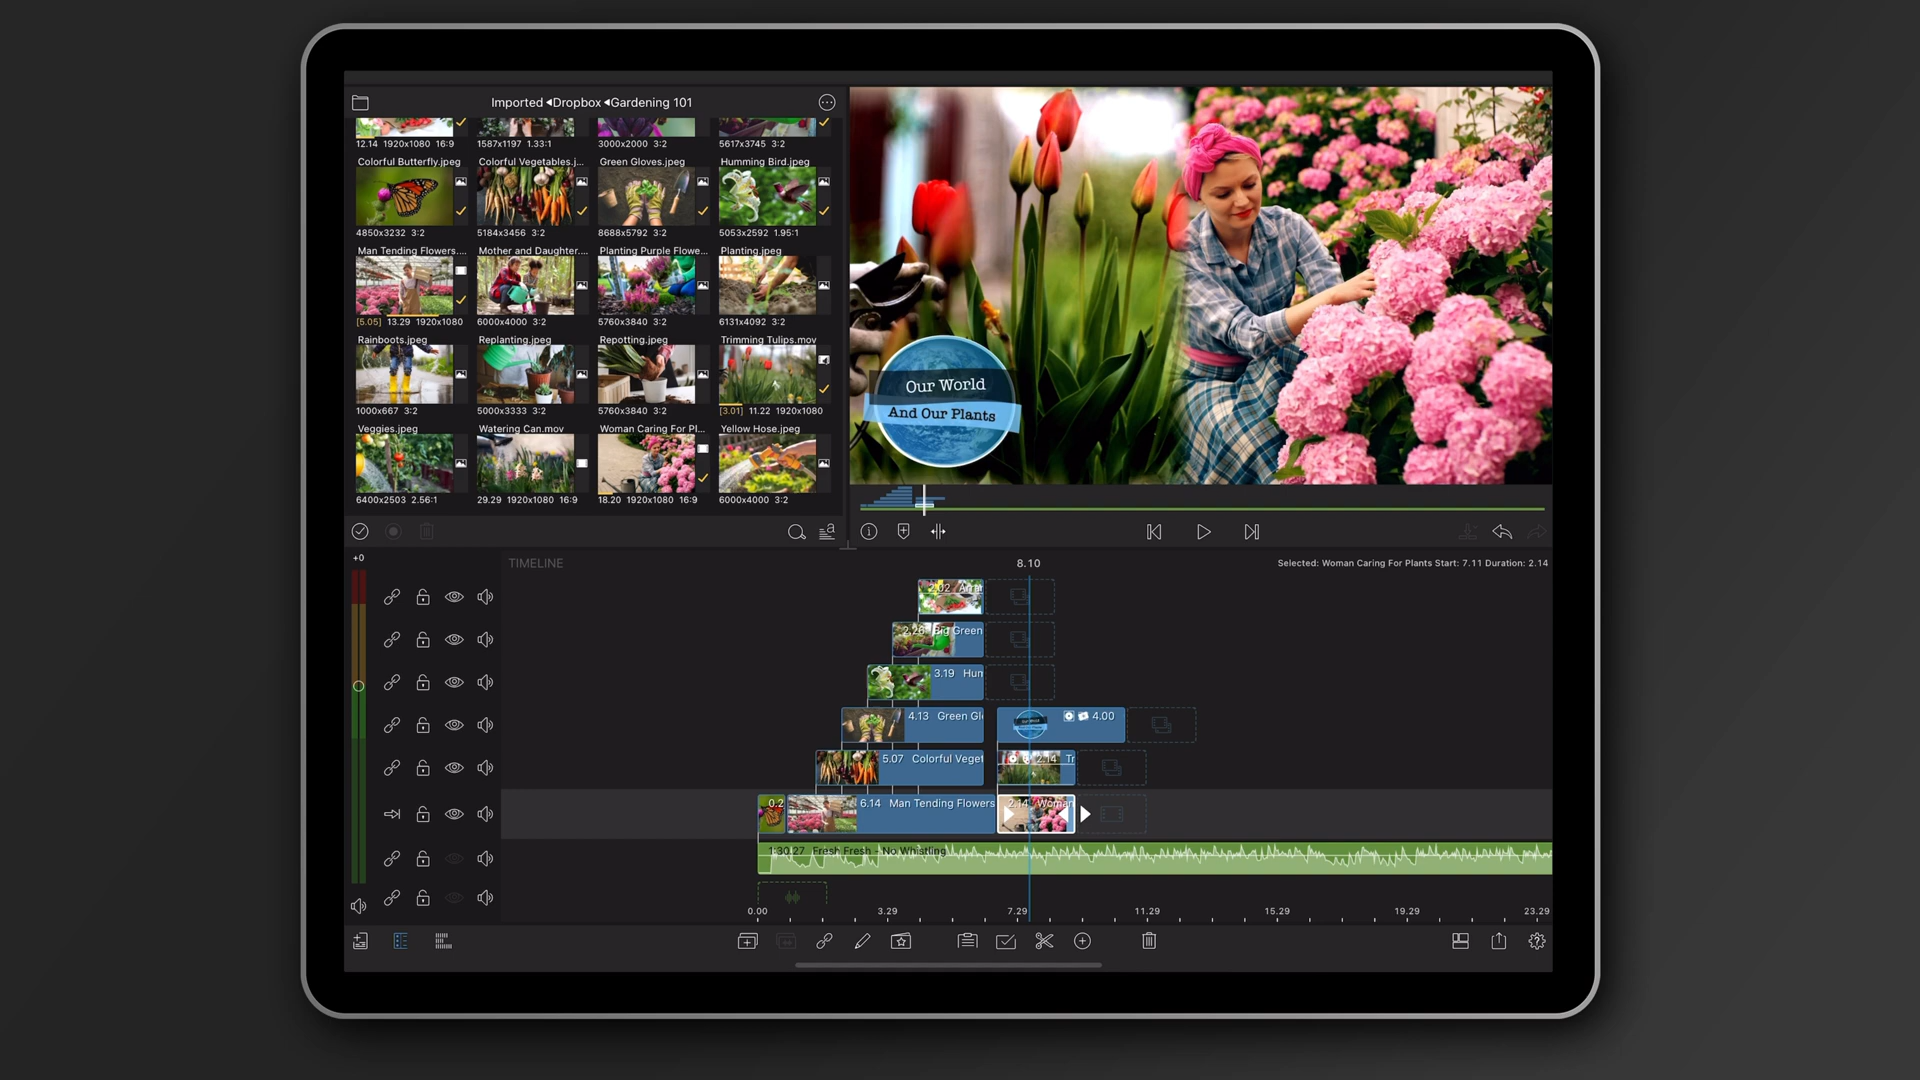 Imported ◂Dropbox ◂Gardening 101
12.14 1920x1080 16:9
1587x1197 1.33:1
3000x2000 3:2
5617x3745 3:2
Colorful Butterfly.jpeg
Colorful Vegetables.j...
Green Gloves.jpeg
Humming Bird.jpeg
4850x3232 3:2
5184x3456 3:2
8688x5792 3:2
5053x2592 1.95:1
Man Tending Flowers....
Mother and Daughter....
Planting Purple Flowe...
Planting.jpeg
[5.05] 13.29 1920x1080
6000x4000 3:2
5760x3840 3:2
6131x4092 3:2
Rainboots.jpeg
Replanting.jpeg
Repotting.jpeg
Trimming Tulips.mov
1000x667 3:2
5000x3333 3:2
5760x3840 3:2
[3.01] 11.22 1920x1080
Veggies.jpeg
Watering Can.mov
Woman Caring For Pl...
Yellow Hose.jpeg
6400x2503 2.56:1
29.29 1920x1080 16:9
18.20 1920x1080 16:9
6000x4000 3:2
Our World
And Our Plants
+0
TIMELINE
8.10
Selected: Woman Caring For Plants Start: 7.11 Duration: 2.14
2.02
2.26 Big Green
3.19 Hum
4.13 Green Gl
4.00
5.07 Colorful Veget
2.14 Tr
0.2
6.14 Man Tending Flowers
2.14 Woman
1:30.27 Fresh Fresh - No Whistling
0.00 3.29 7.29 11.29 15.29 19.29 23.29